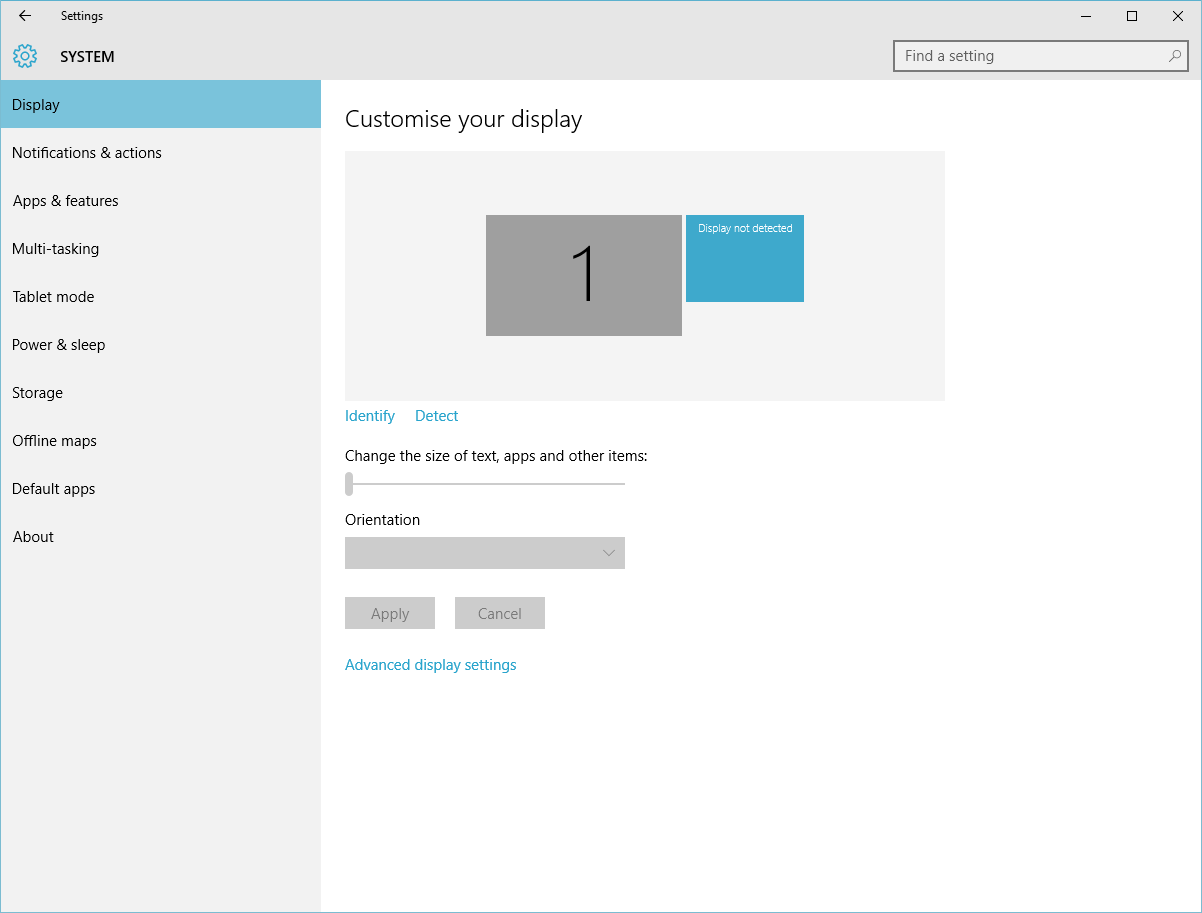 Settings
SYSTEM
Find a setting
Display
Notifications & actions
Apps & features
Multi-tasking
Tablet mode
Power & sleep
Storage
Offline maps
Default apps
About
Customise your display
1
Display not detected
Identify Detect
Change the size of text, apps and other items:
Orientation
Apply Cancel
Advanced display settings